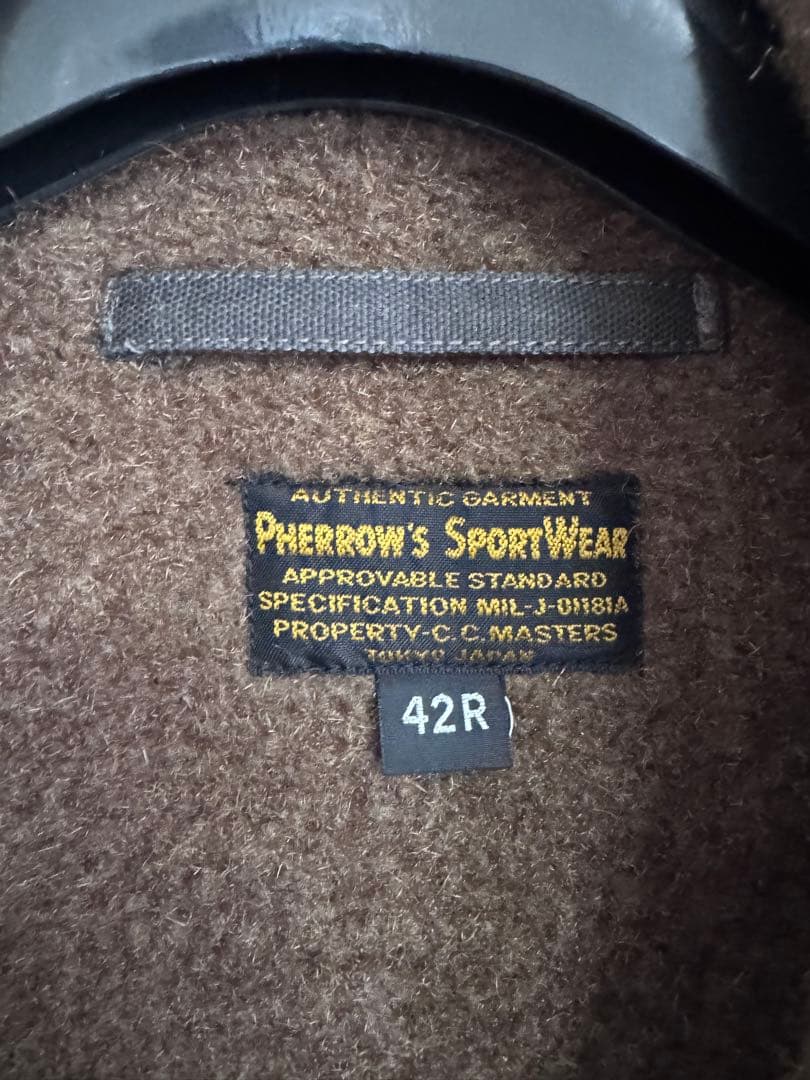 AUTHENTIC GARMENT
PHERROW'S SPORTWEAR
APPROVABLE STANDARD
SPECIFICATION MIL-J-01181A
PROPERTY-C.C.MASTERS
TOKYO JAPAN
42R